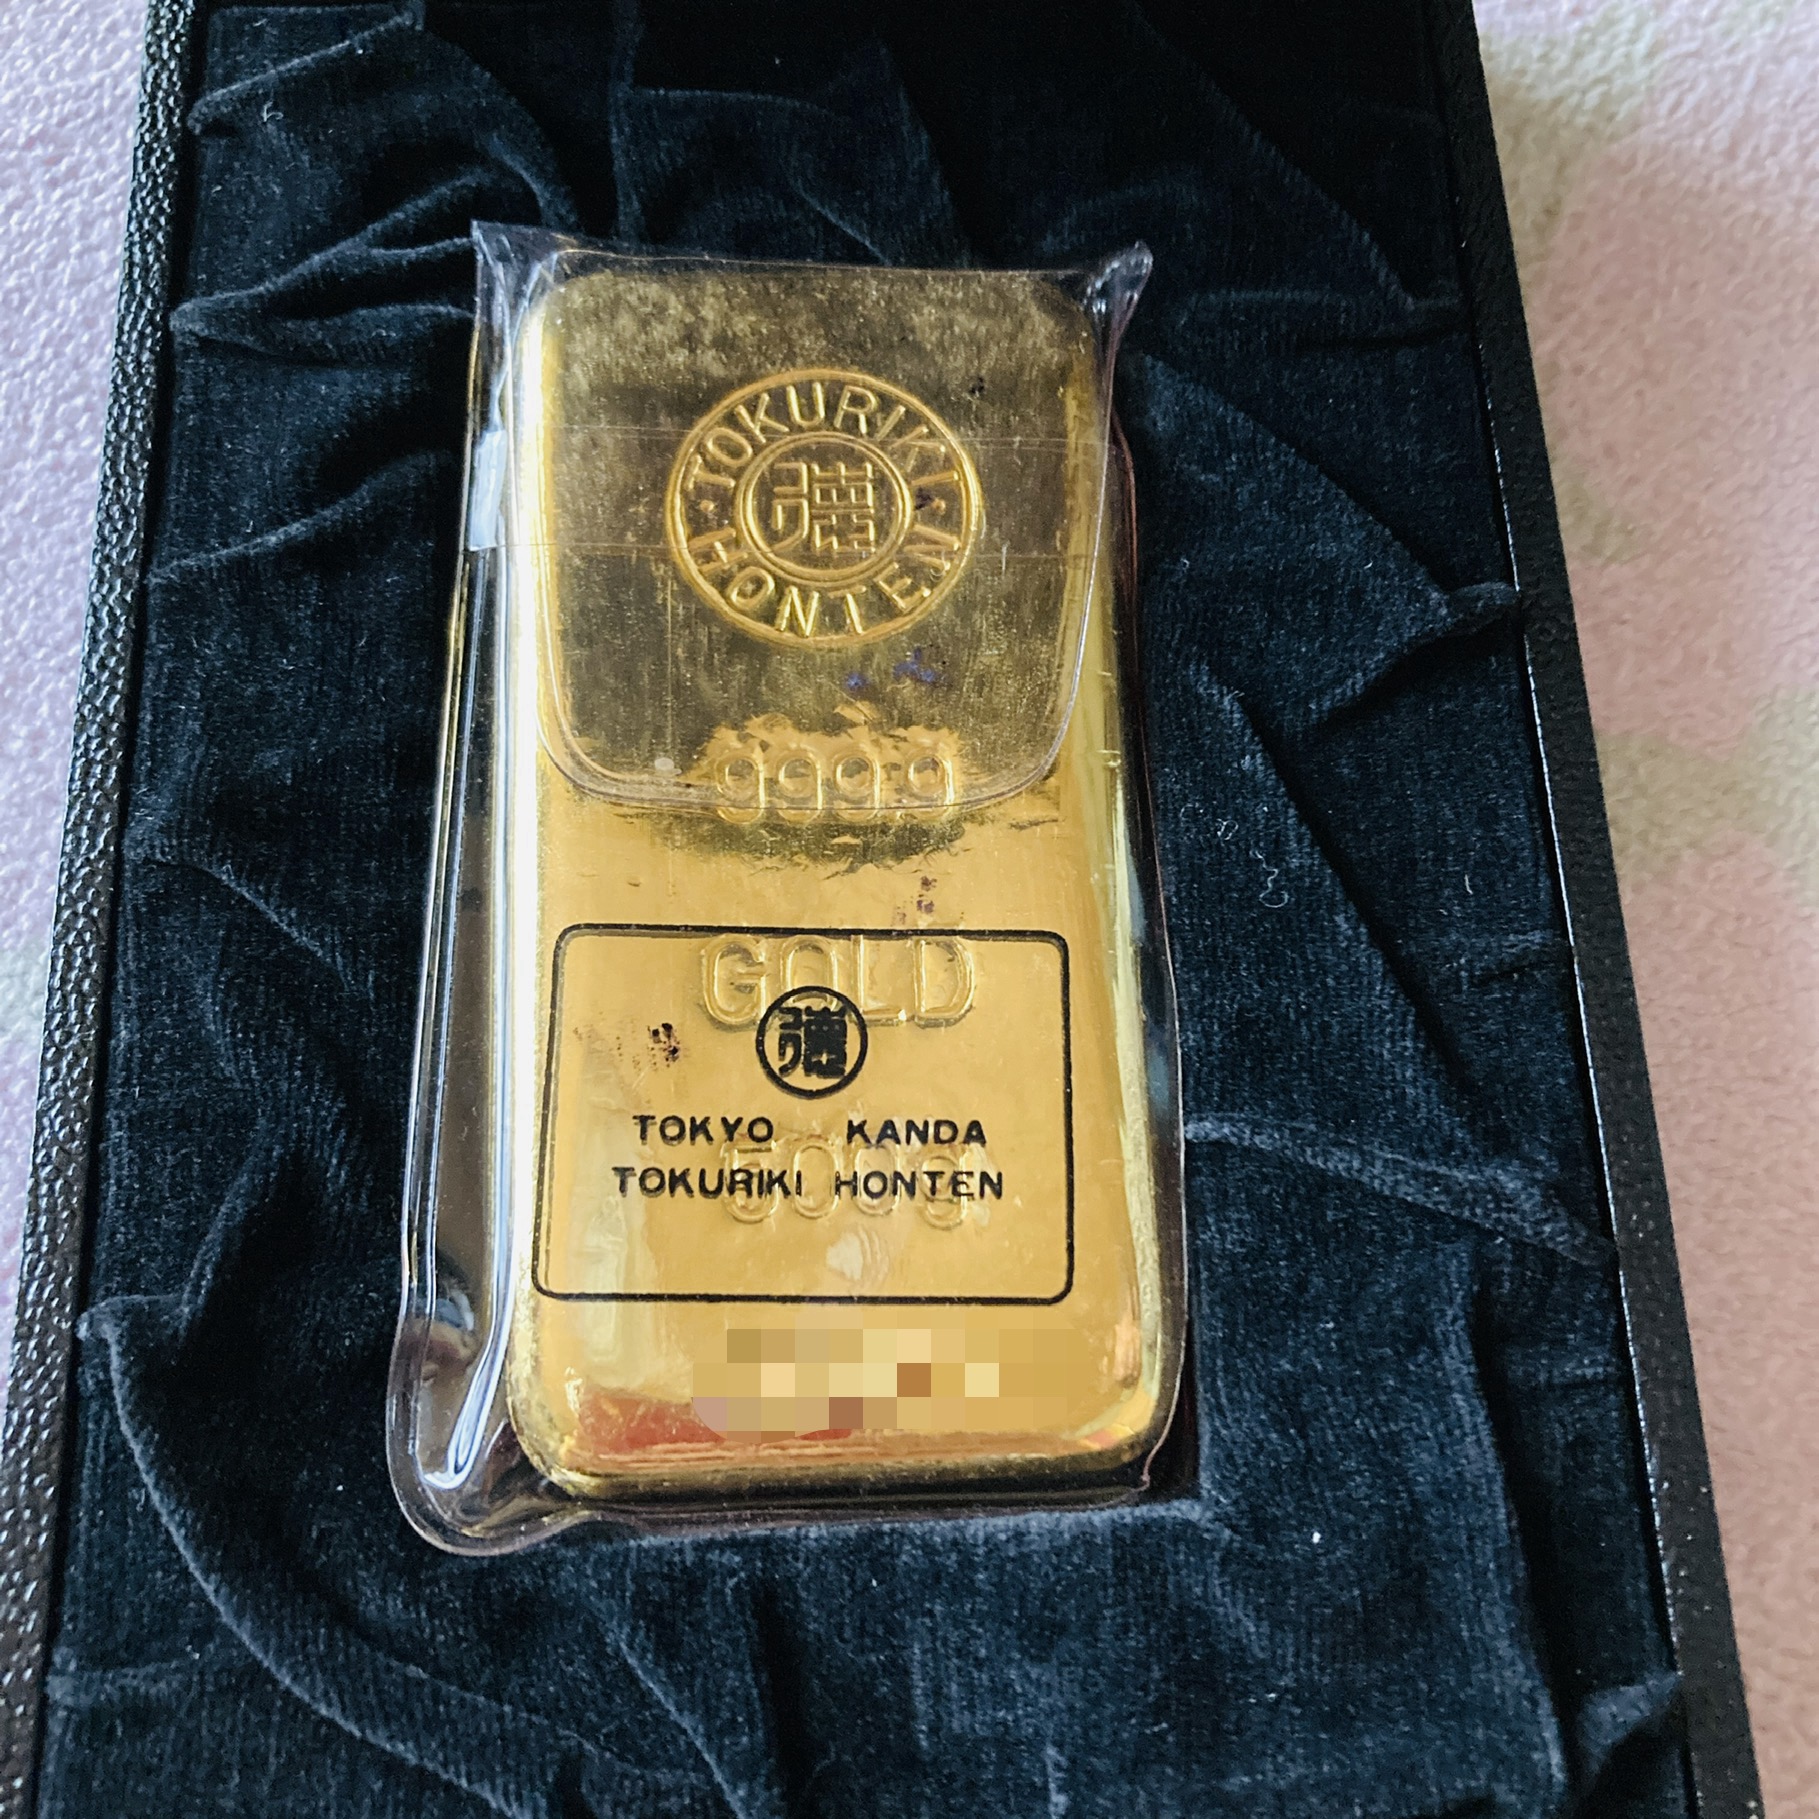 TOKURIKI
德
HONTEN
999.9
GOLD
德
TOKYO KANDA
500g
TOKURIKI HONTEN